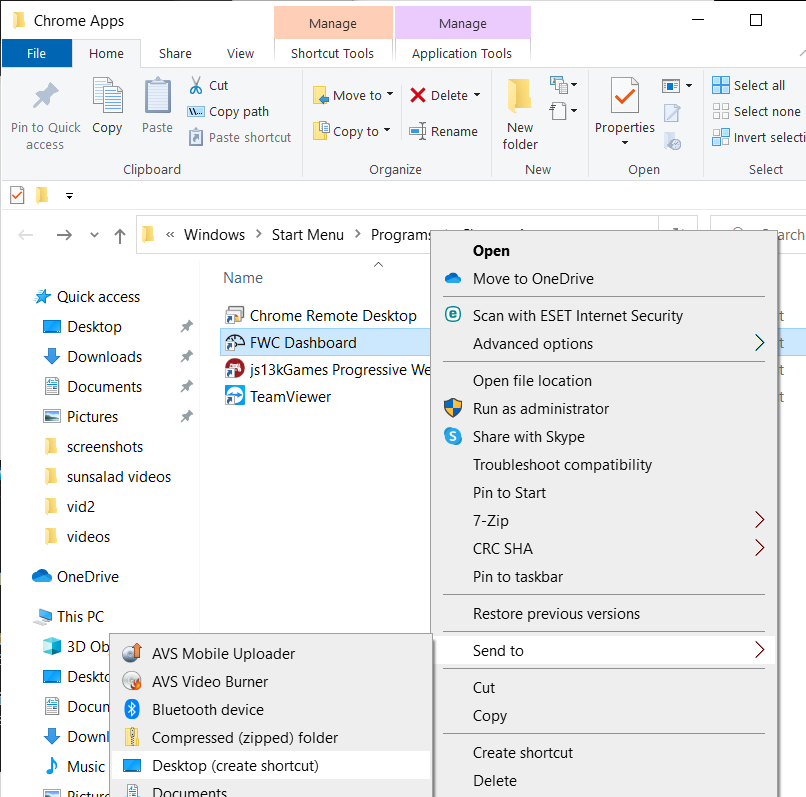 Chrome Apps
Manage
Manage
File
Home
Share
View
Shortcut Tools
Application Tools
Pin to Quick access
Copy
Paste
Cut
Copy path
Paste shortcut
Clipboard
Move to
Copy to
Delete
Rename
Organize
New folder
New
Properties
Open
Select all
Select none
Invert selecti
Select
« Windows > Start Menu > Programs
Name
Quick access
Desktop
Downloads
Documents
Pictures
screenshots
sunsalad videos
vid2
videos
OneDrive
This PC
3D Ob
Deskto
Docum
Downl
Music
Chrome Remote Desktop
FWC Dashboard
js13kGames Progressive We
TeamViewer
Open
Move to OneDrive
Scan with ESET Internet Security
Advanced options
Open file location
Run as administrator
Share with Skype
Troubleshoot compatibility
Pin to Start
7-Zip
CRC SHA
Pin to taskbar
Restore previous versions
Send to
Cut
Copy
Create shortcut
Delete
AVS Mobile Uploader
AVS Video Burner
Bluetooth device
Compressed (zipped) folder
Desktop (create shortcut)
Documents